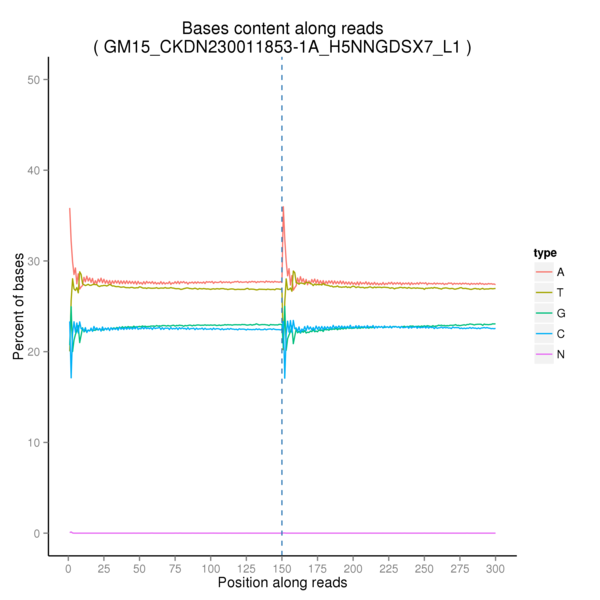 Bases content along reads
( GM15_CKDN230011853-1A_H5NNGDSX7_L1 )
Percent of bases
50
40
30
20
10
0
0 25 50 75 100 125 150 175 200 225 250 275 300
Position along reads
type
A
T
G
C
N